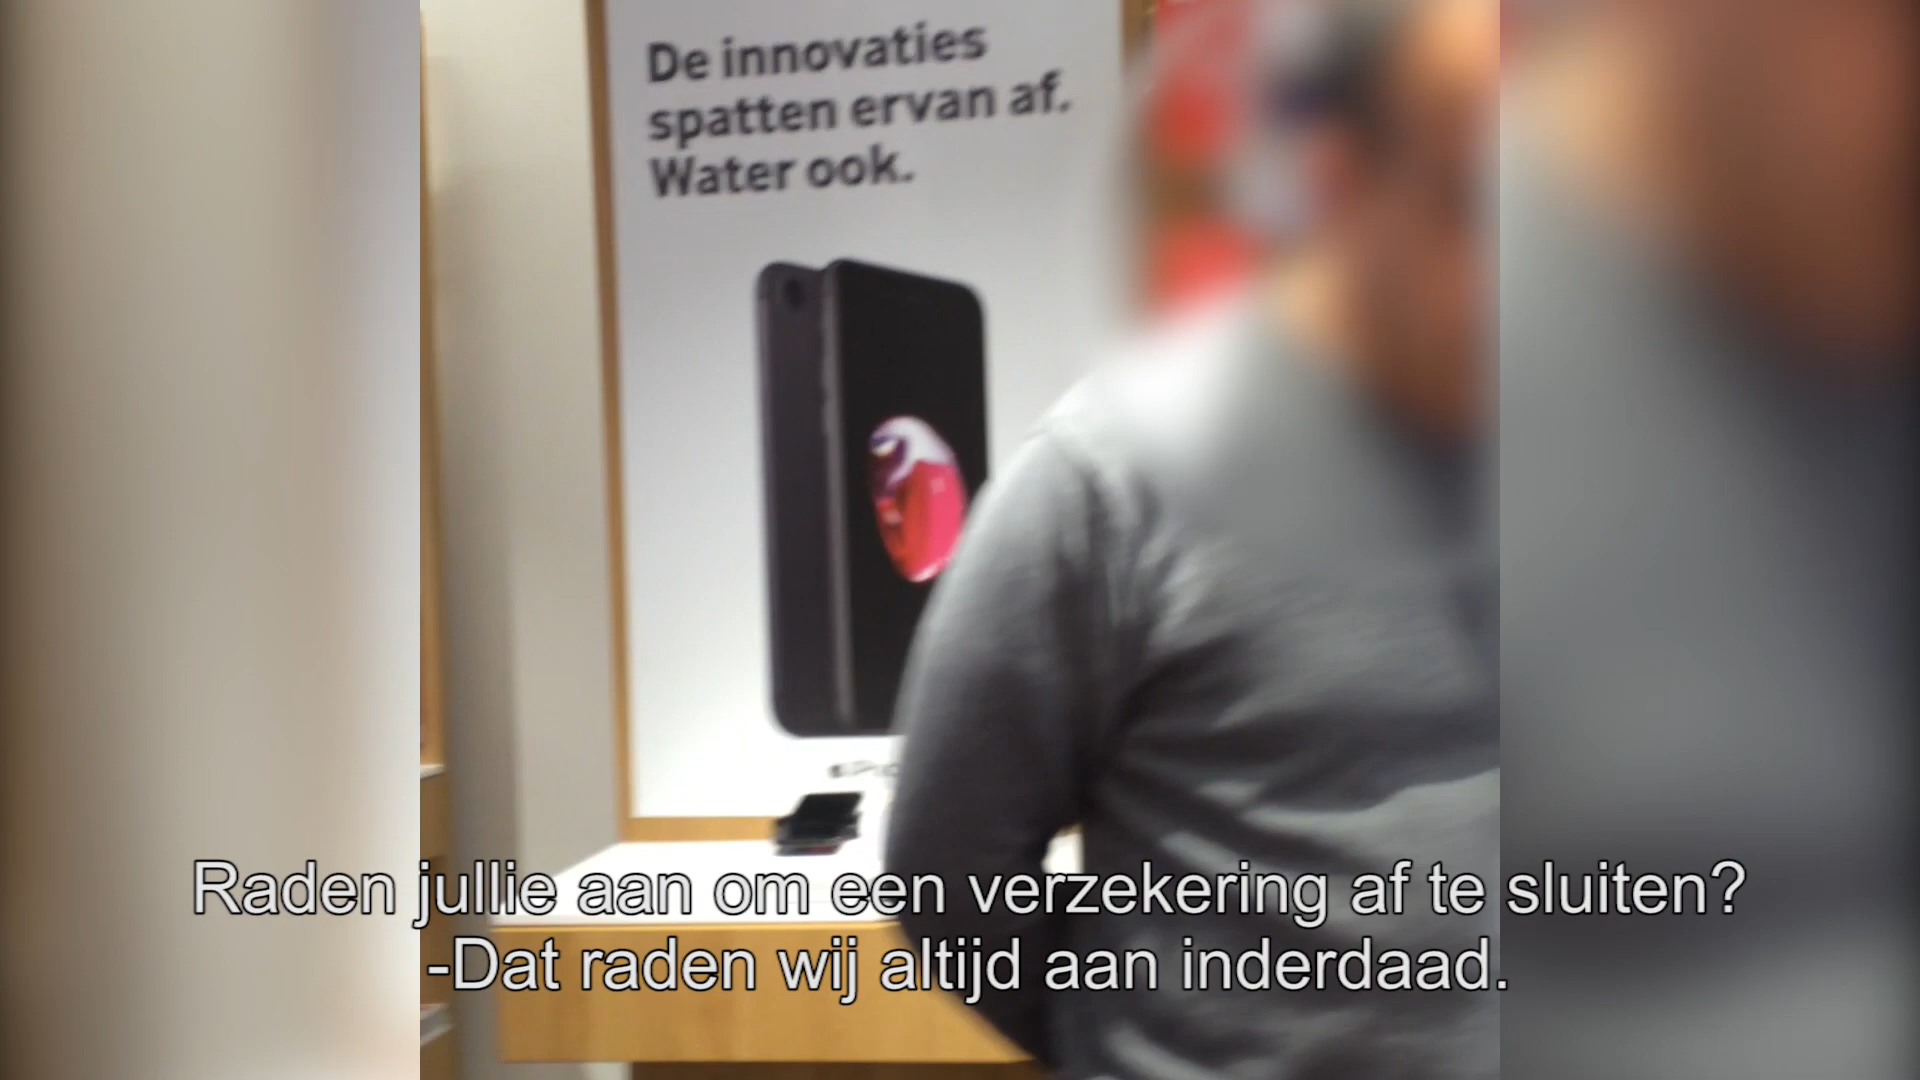 De innovaties
spatten ervan af.
Water ook.
Raden jullie aan om een verzekering af te sluiten?
-Dat raden wij altijd aan inderdaad.